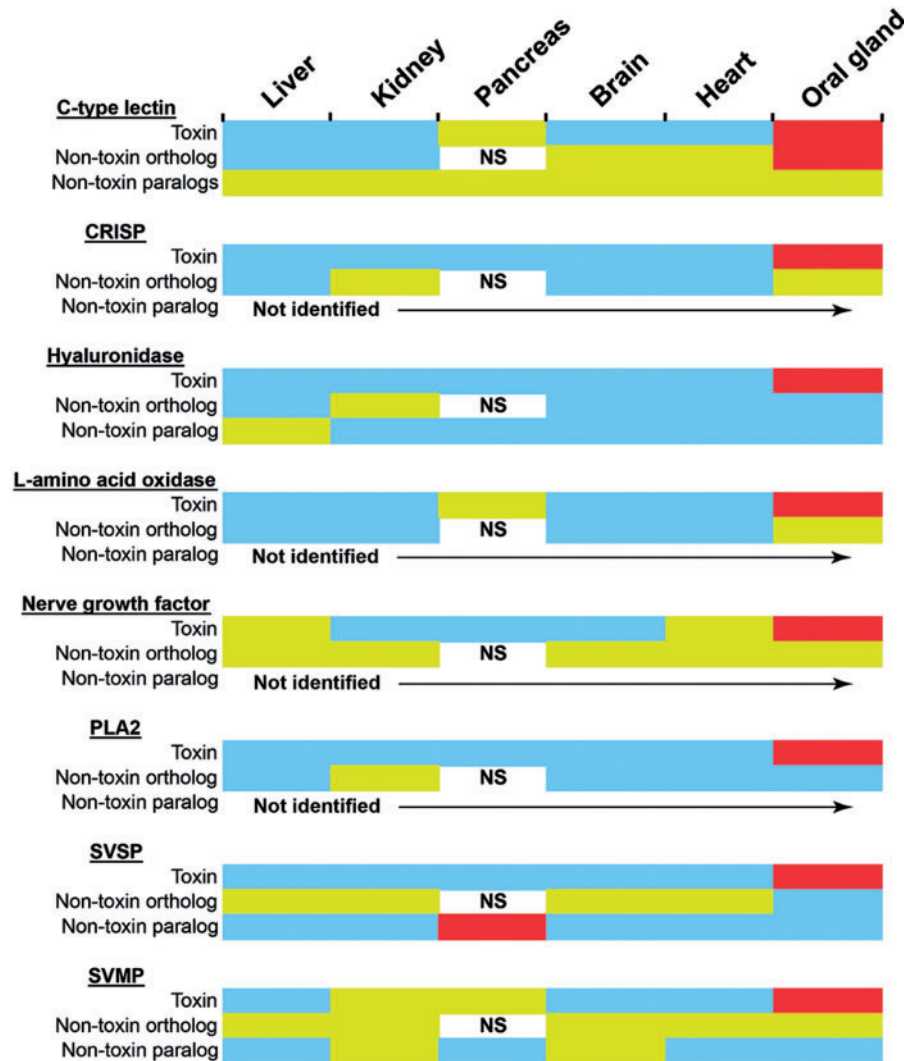 Liver Kidney Pancreas Brain Heart Oral gland
C-type lectin
Toxin
Non-toxin ortholog NS
Non-toxin paralogs
CRISP
Toxin
Non-toxin ortholog NS
Non-toxin paralog Not identified
Hyaluronidase
Toxin
Non-toxin ortholog NS
Non-toxin paralog
L-amino acid oxidase
Toxin
Non-toxin ortholog NS
Non-toxin paralog Not identified
Nerve growth factor
Toxin
Non-toxin ortholog NS
Non-toxin paralog Not identified
PLA2
Toxin
Non-toxin ortholog NS
Non-toxin paralog Not identified
SVSP
Toxin
Non-toxin ortholog NS
Non-toxin paralog
SVMP
Toxin
Non-toxin ortholog NS
Non-toxin paralog